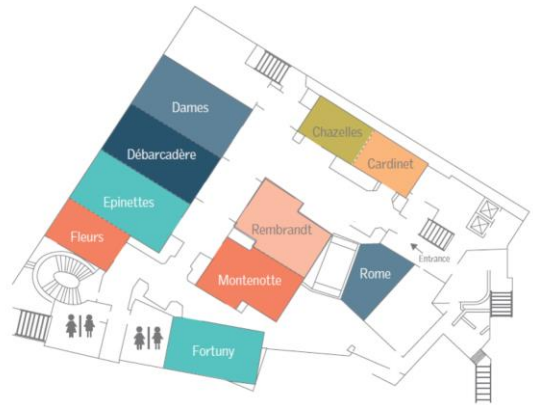 Dames
Chazelles
Débarcadère
Cardinet
Epinettes
Fleurs
Rembrandt
Entrance
Montenotte
Rome
Fortuny